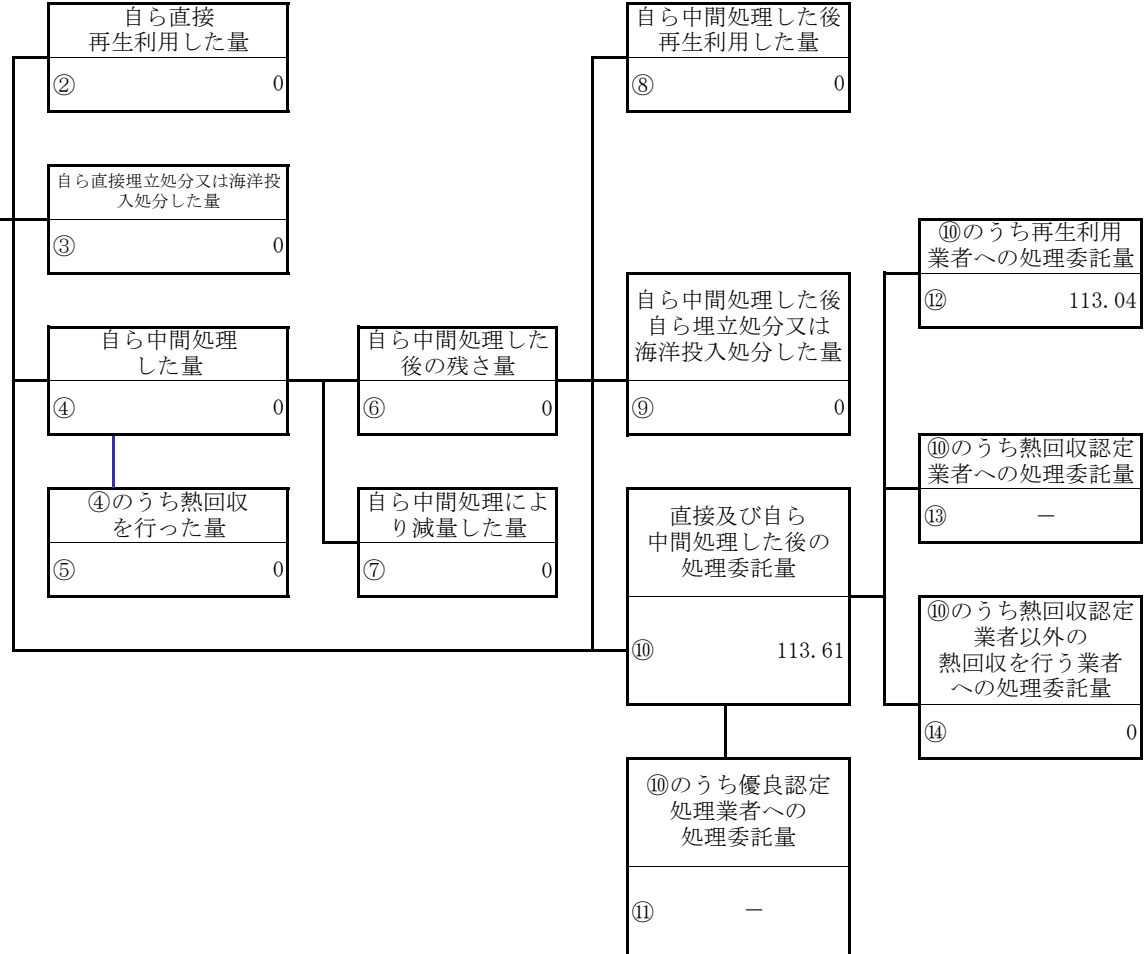 自ら直接
再生利用した量
② 0
自ら直接埋立処分又は海洋投
入処分した量
③ 0
自ら中間処理
した量
④ 0
④のうち熱回収
を行った量
⑤ 0
自ら中間処理した
後の残さ量
⑥ 0
自ら中間処理によ
り減量した量
⑦ 0
自ら中間処理した後
再生利用した量
⑧ 0
自ら中間処理した後
自ら埋立処分又は
海洋投入処分した量
⑨ 0
直接及び自ら
中間処理した後の
処理委託量
⑩ 113.61
⑩のうち優良認定
処理業者への
処理委託量
⑪ －
⑩のうち再生利用
業者への処理委託量
⑫ 113.04
⑩のうち熱回収認定
業者への処理委託量
⑬ －
⑩のうち熱回収認定
業者以外の
熱回収を行う業者
への処理委託量
⑭ 0